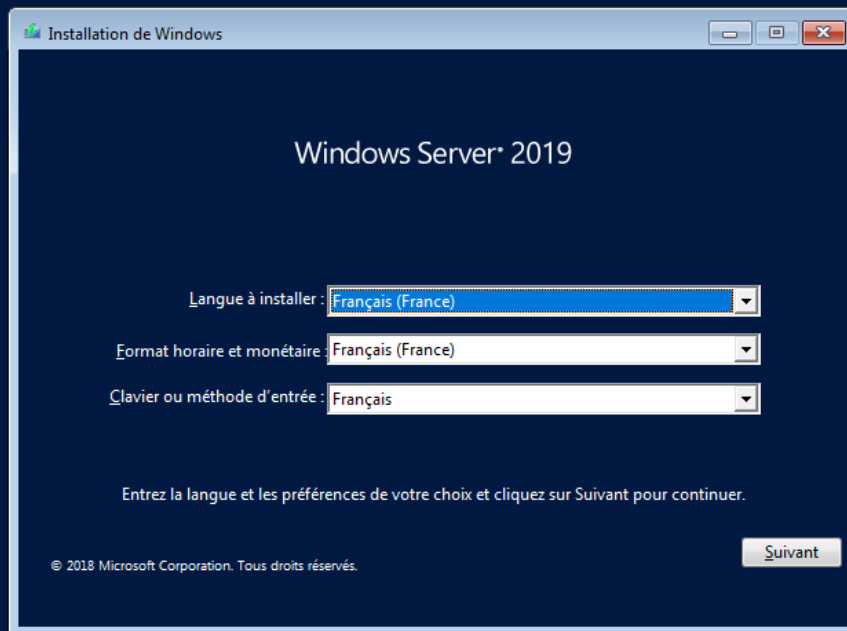 Installation de Windows
Windows Server 2019
Langue à installer : Français (France)
Format horaire et monétaire : Français (France)
Clavier ou méthode d'entrée : Français
Entrez la langue et les préférences de votre choix et cliquez sur Suivant pour continuer.
Suivant
© 2018 Microsoft Corporation. Tous droits réservés.